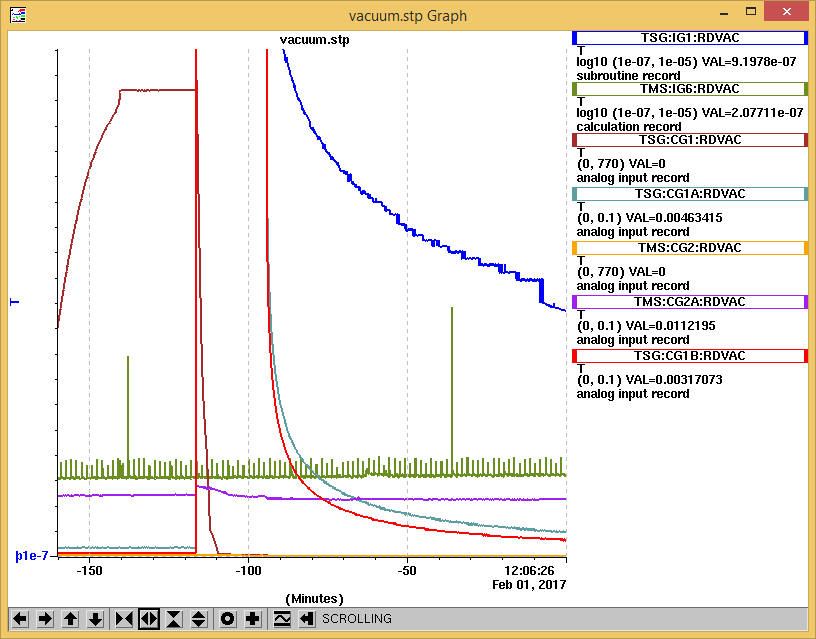 vacuum.stp Graph
vacuum.stp
T
1e-7
-150
-100
-50
12:06:26
Feb 01, 2017
(Minutes)
TSG:IG1:RDVAC
T
log10 (1e-07, 1e-05) VAL=9.1978e-07
subroutine record
TMS:IG6:RDVAC
T
log10 (1e-07, 1e-05) VAL=2.07711e-07
calculation record
TSG:CG1:RDVAC
T
(0, 770) VAL=0
analog input record
TSG:CG1A:RDVAC
T
(0, 0.1) VAL=0.00463415
analog input record
TMS:CG2:RDVAC
T
(0, 770) VAL=0
analog input record
TMS:CG2A:RDVAC
T
(0, 0.1) VAL=0.0112195
analog input record
TSG:CG1B:RDVAC
T
(0, 0.1) VAL=0.00317073
analog input record
SCROLLING